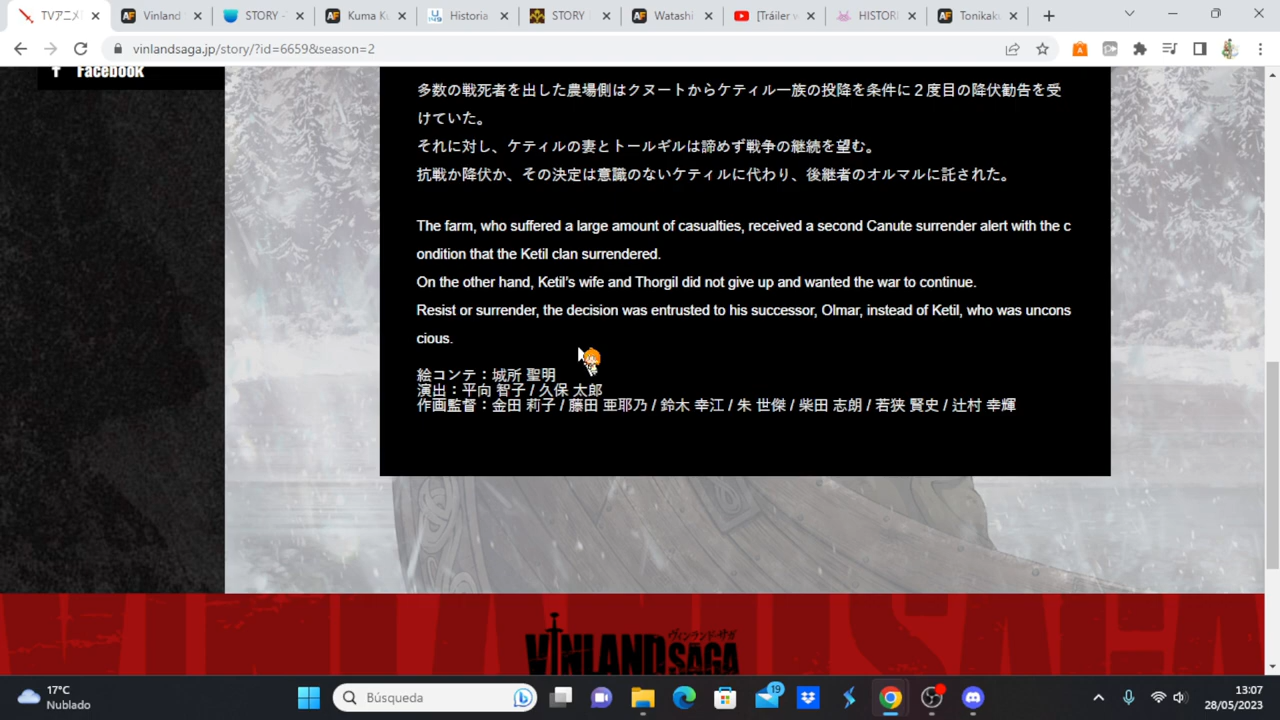 TVアニメ
Vinland
STORY -
Kuma Ku
Historia
STORY
Watashi
[Tráiler v
HISTORI
Tonikak
vinlandsaga.jp/story/?id=6659&season=2
Facebook
多数の戦死者を出した農場側はクヌートからケティル一族の投降を条件に２度目の降伏勧告を受
けていた。
それに対し、ケティルの妻とトールギルは諦めず戦争の継続を望む。
抗戦か降伏か、その決定は意識のないケティルに代わり、後継者のオルマルに託された。
The farm, who suffered a large amount of casualties, received a second Canute surrender alert with the c
ondition that the Ketil clan surrendered.
On the other hand, Ketil's wife and Thorgil did not give up and wanted the war to continue.
Resist or surrender, the decision was entrusted to his successor, Olmar, instead of Ketil, who was uncons
cious.
絵コンテ：城所 聖明
演出：平向 智子 / 久保 太郎
作画監督：金田 莉子 / 藤田 亜耶乃 / 鈴木 幸江 / 朱 世傑 / 柴田 志朗 / 若狭 賢史 / 辻村 幸輝
VINLAND SAGA
ヴィンランド・サガ
VINLAND SAGA
17°C
Nublado
Búsqueda
19
13:07
28/05/2023